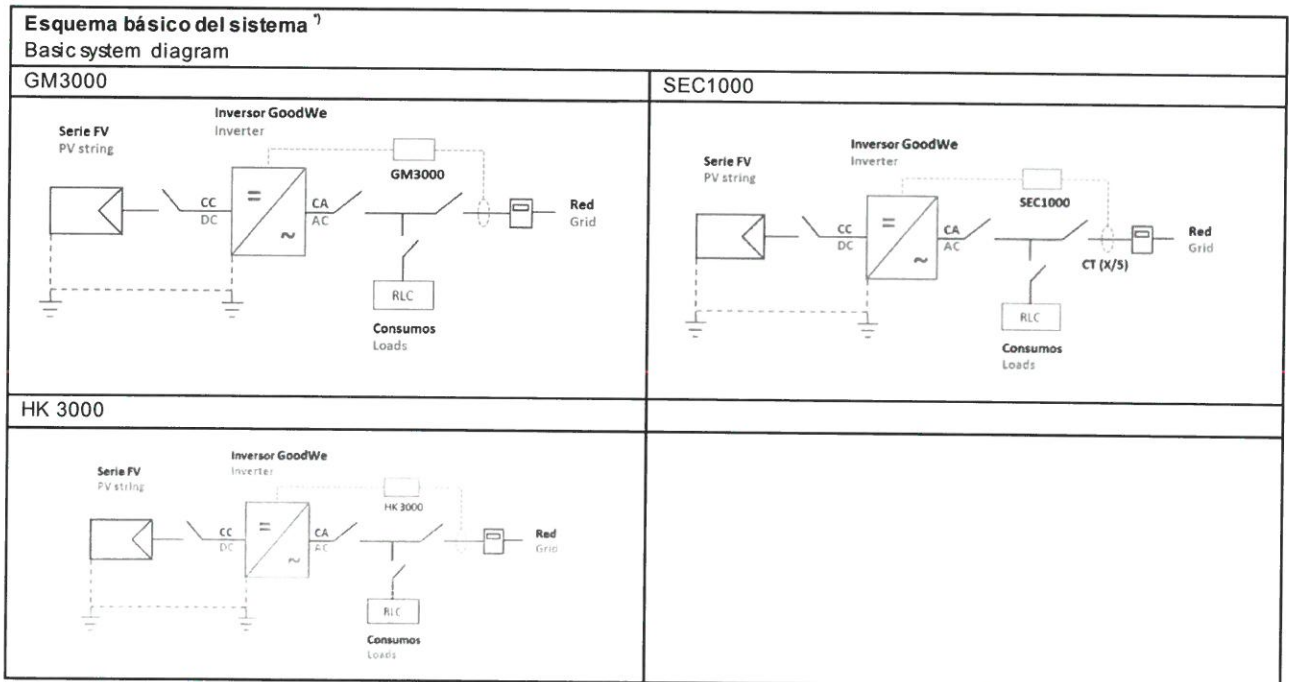 Esquema básico del sistema *)
Basic system diagram
GM3000
SEC1000
Inversor GoodWe
Inverter
Serie FV
PV string
GM3000
CC
DC
=
~
CA
AC
Red
Grid
RLC
Consumos
Loads
Inversor GoodWe
Inverter
Serie FV
PV string
SEC1000
CC
DC
=
~
CA
AC
CT (X/5)
Red
Grid
RLC
Consumos
Loads
HK 3000
Inversor GoodWe
Inverter
Serie FV
PV string
HK 3000
CC
DC
=
~
CA
AC
Red
Grid
RLC
Consumos
Loads